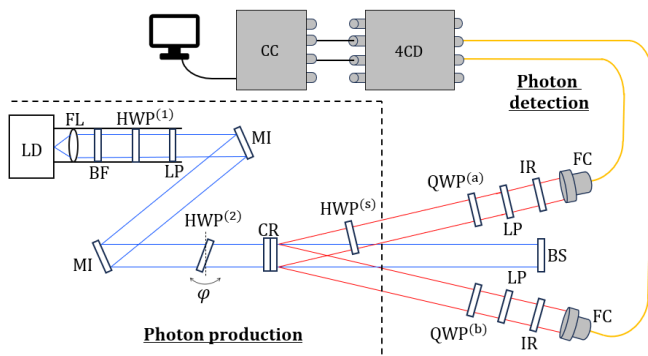 CC
4CD
Photon
detection
FL
HWP⁽¹⁾
MI
LD
BF
LP
IR
FC
QWP⁽ᵃ⁾
HWP⁽ˢ⁾
LP
HWP⁽²⁾
CR
MI
BS
φ
LP
QWP⁽ᵇ⁾
IR
FC
Photon production